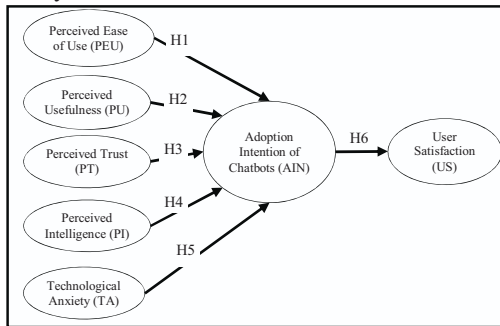 Perceived Ease
of Use (PEU)
H1
Perceived
Usefulness (PU)
H2
Perceived Trust
(PT)
H3
Adoption
Intention of
Chatbots (AIN)
H6
User
Satisfaction
(US)
Perceived
Intelligence (PI)
H4
H5
Technological
Anxiety (TA)